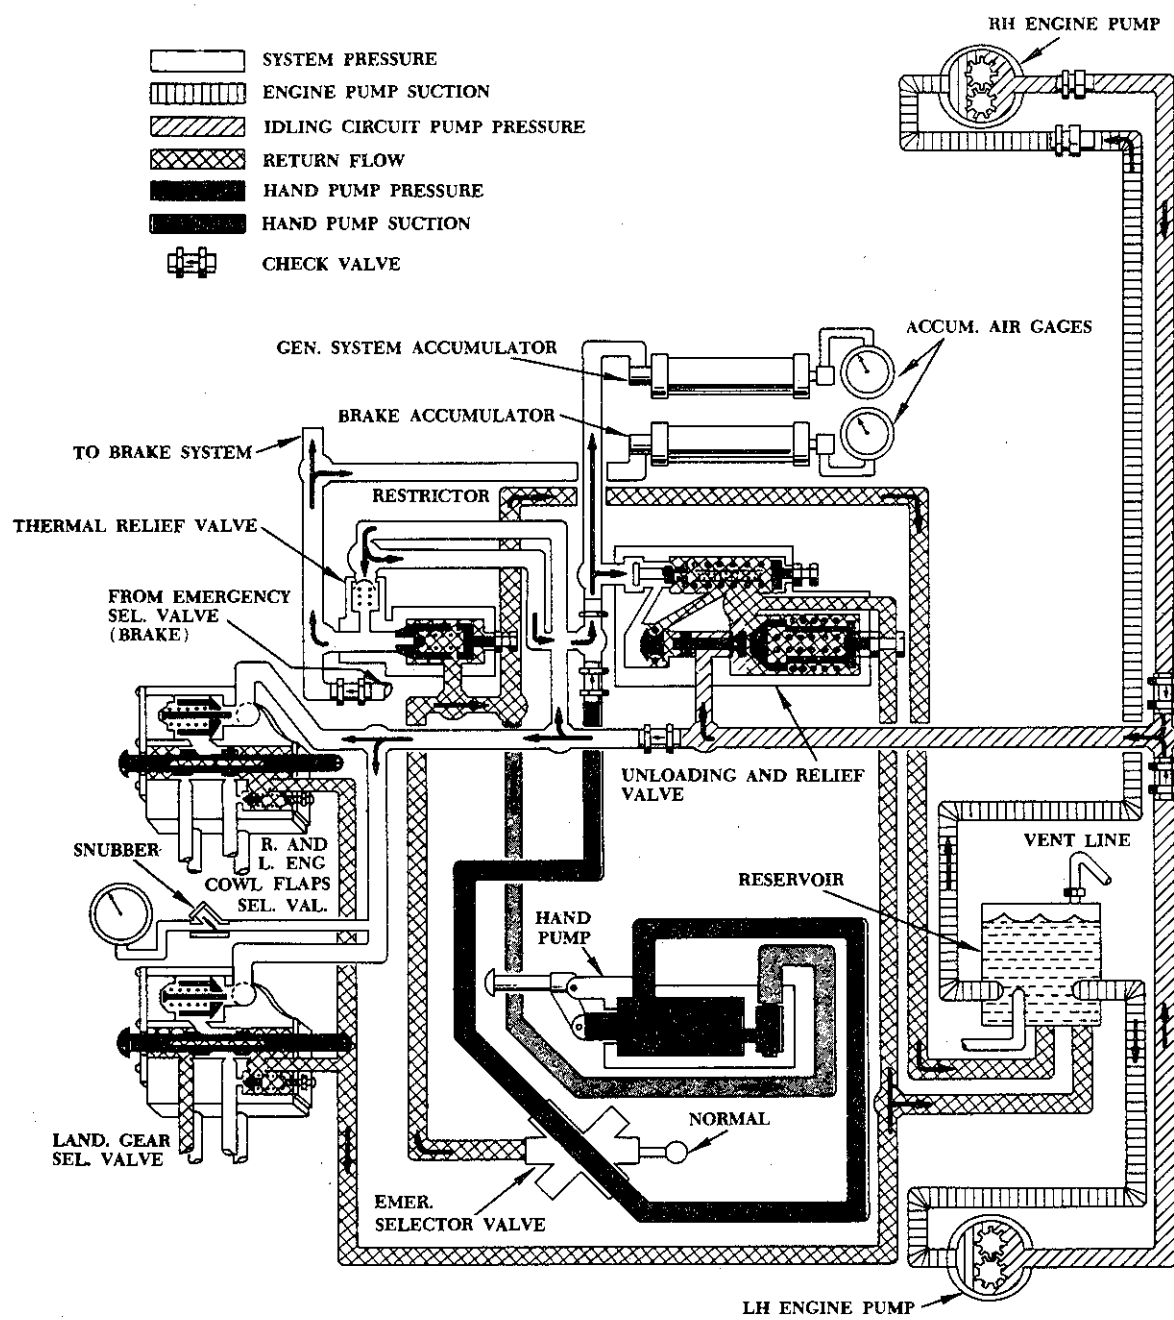 RH ENGINE PUMP
SYSTEM PRESSURE
ENGINE PUMP SUCTION
IDLING CIRCUIT PUMP PRESSURE
RETURN FLOW
HAND PUMP PRESSURE
HAND PUMP SUCTION
CHECK VALVE
ACCUM. AIR GAGES
GEN. SYSTEM ACCUMULATOR
BRAKE ACCUMULATOR
TO BRAKE SYSTEM
RESTRICTOR
THERMAL RELIEF VALVE
FROM EMERGENCY
SEL. VALVE
(BRAKE)
UNLOADING AND RELIEF
VALVE
R. AND
L. ENG
COWL FLAPS
SEL. VAL.
SNUBBER
VENT LINE
RESERVOIR
HAND
PUMP
NORMAL
LAND. GEAR
SEL. VALVE
EMER.
SELECTOR VALVE
LH ENGINE PUMP